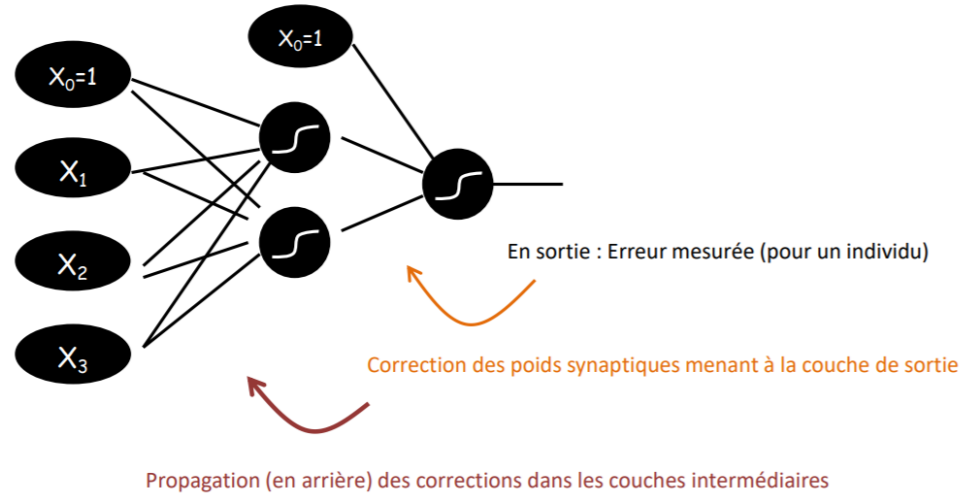 X₀=1
X₀=1
X₁
X₂
X₃
En sortie : Erreur mesurée (pour un individu)
Correction des poids synaptiques menant à la couche de sortie
Propagation (en arrière) des corrections dans les couches intermédiaires